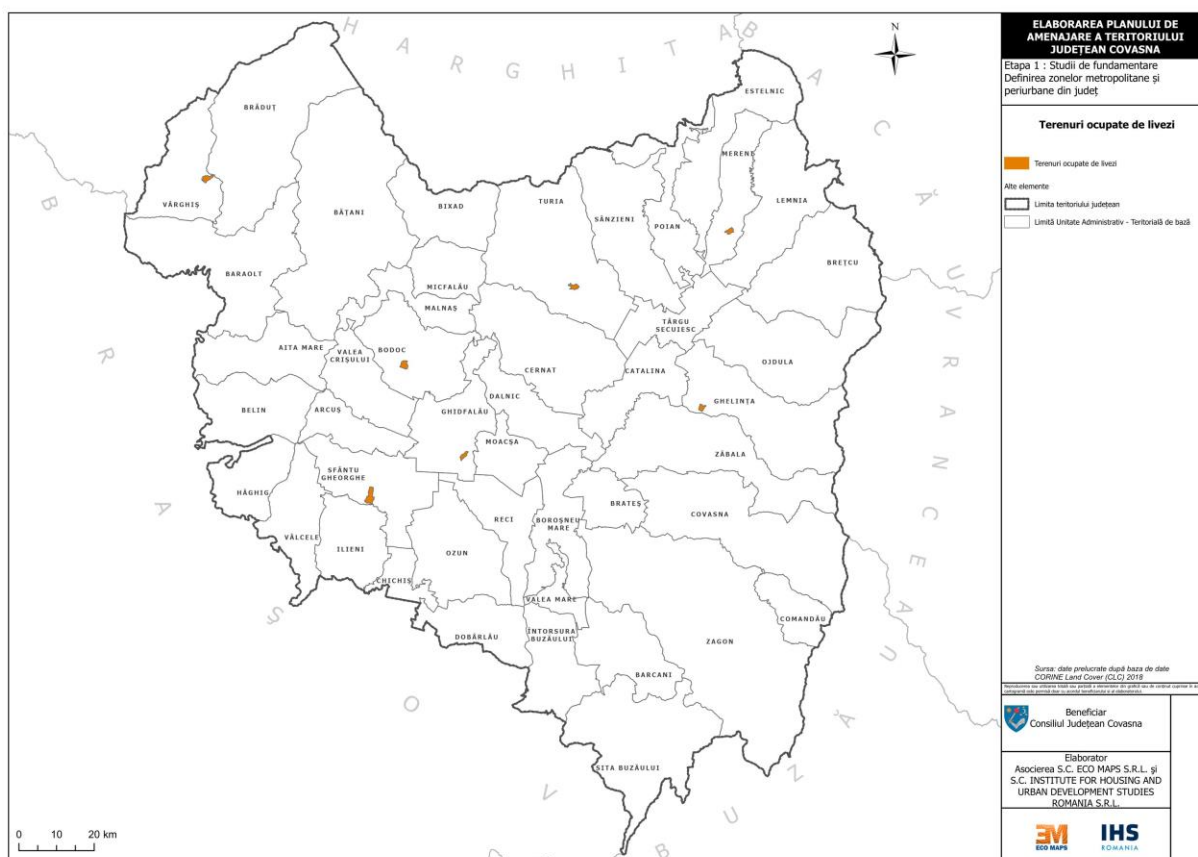 HARGHITA
BACĂU
VRANCEA
BUZĂU
BRAȘOV
N
ESTELNIC
BRĂDUȚ
MERENI
VÂRGHIȘ
BĂȚANI
BIXAD
TURIA
LEMNIA
SÂNZIENI
POIAN
BREȚCU
BARAOLT
MICFALĂU
MALNAȘ
TÂRGU
SECUIESC
AITA MARE
VALEA
CRIȘULUI
BODOC
CERNAT
CATALINA
OJDULA
DALNIC
GHELINȚA
BELIN
ARCUȘ
GHIDFALĂU
MOACȘA
ZĂBALA
SFÂNTU
GHEORGHE
HĂGHIG
BRATEȘ
COVASNA
RECI
BOROȘNEU
MARE
VÂLCELE
ILIENI
OZUN
CHICHIȘ
VALEA MARE
COMANDĂU
DOBÂRLĂU
ÎNTORSURA
BUZĂULUI
ZAGON
BARCANI
SITA BUZĂULUI
0 10 20 km
ELABORAREA PLANULUI DE
AMENAJARE A TERITORIULUI
JUDEȚEAN COVASNA
Etapa 1 : Studii de fundamentare
Definirea zonelor metropolitane și
periurbane din județ
Terenuri ocupate de livezi
Terenuri ocupate de livezi
Alte elemente
Limita teritoriului județean
Limită Unitate Administrativ - Teritorială de bază
Sursa: date prelucrate după baza de date
CORINE Land Cover (CLC) 2018
Beneficiar
Consiliul Județean Covasna
Elaborator
Asocierea S.C. ECO MAPS S.R.L. și
S.C. INSTITUTE FOR HOUSING AND
URBAN DEVELOPMENT STUDIES
ROMANIA S.R.L.
EM
ECO MAPS
IHS
ROMANIA